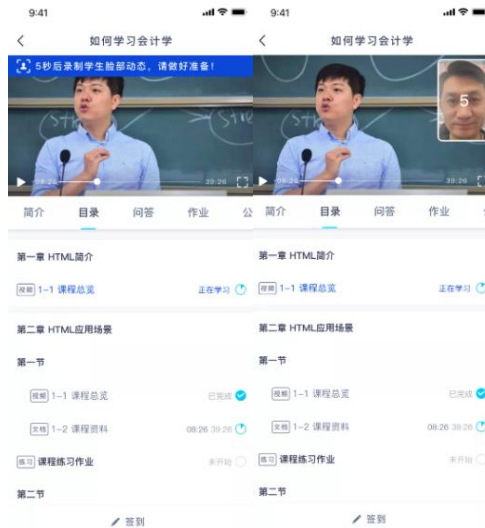 9:41
如何学习会计学
5秒后录制学生脸部动态，请做好准备！
08:26
39:26
简介 目录 问答 作业 公
第一章 HTML简介
视频 1-1 课程总览 正在学习
第二章 HTML应用场景
第一节
视频 1-1 课程总览 已完成
文档 1-2 课程资料 08:26 39:26
练习 课程练习作业 未开始
第二节
签到
9:41
如何学习会计学
5
39:26
简介 目录 问答 作业
第一章 HTML简介
视频 1-1 课程总览 正在学习
第二章 HTML应用场景
第一节
视频 1-1 课程总览 已完成
文档 1-2 课程资料 08:26 39:26
练习 课程练习作业 未开始
第二节
签到